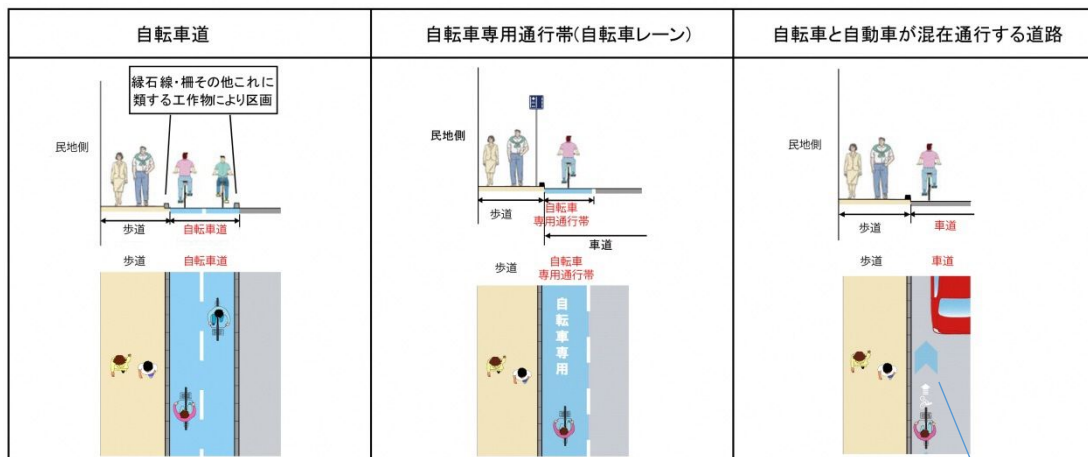 自転車道
縁石線・柵その他これに
類する工作物により区画
民地側
歩道
自転車道
歩道
自転車道
自転車専用通行帯(自転車レーン)
民地側
歩道
自転車
専用通行帯
車道
歩道
自転車
専用通行帯
自転車専用
自転車と自動車が混在通行する道路
民地側
歩道
車道
歩道
車道